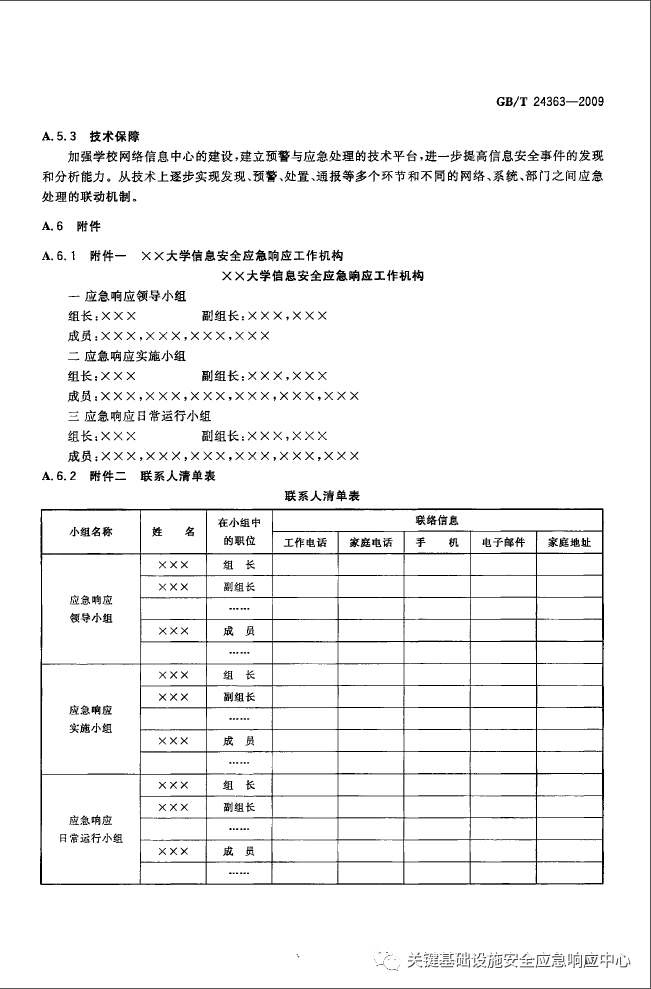 GB/T 24363—2009
A.5.3 技术保障
加强学校网络信息中心的建设,建立预警与应急处理的技术平台,进一步提高信息安全事件的发现
和分析能力。从技术上逐步实现发现、预警、处置、通报等多个环节和不同的网络、系统、部门之间应急
处理的联动机制。
A.6 附件
A.6.1 附件一 ××大学信息安全应急响应工作机构
××大学信息安全应急响应工作机构
一 应急响应领导小组
组长:××× 副组长:×××,×××
成员:×××,×××,×××,×××
二 应急响应实施小组
组长:××× 副组长:×××,×××
成员:×××,×××,×××,×××,×××,×××
三 应急响应日常运行小组
组长:××× 副组长:×××,×××
成员:×××,×××,×××,×××,×××,×××
A.6.2 附件二 联系人清单表
联系人清单表
小组名称 姓 名 在小组中的职位 联络信息
工作电话 家庭电话 手 机 电子邮件 家庭地址
应急响应
领导小组
××× 组 长
××× 副组长
……
××× 成 员
……
应急响应
实施小组
××× 组 长
××× 副组长
……
××× 成 员
……
应急响应
日常运行小组
××× 组 长
××× 副组长
……
××× 成 员
……
关键基础设施安全应急响应中心